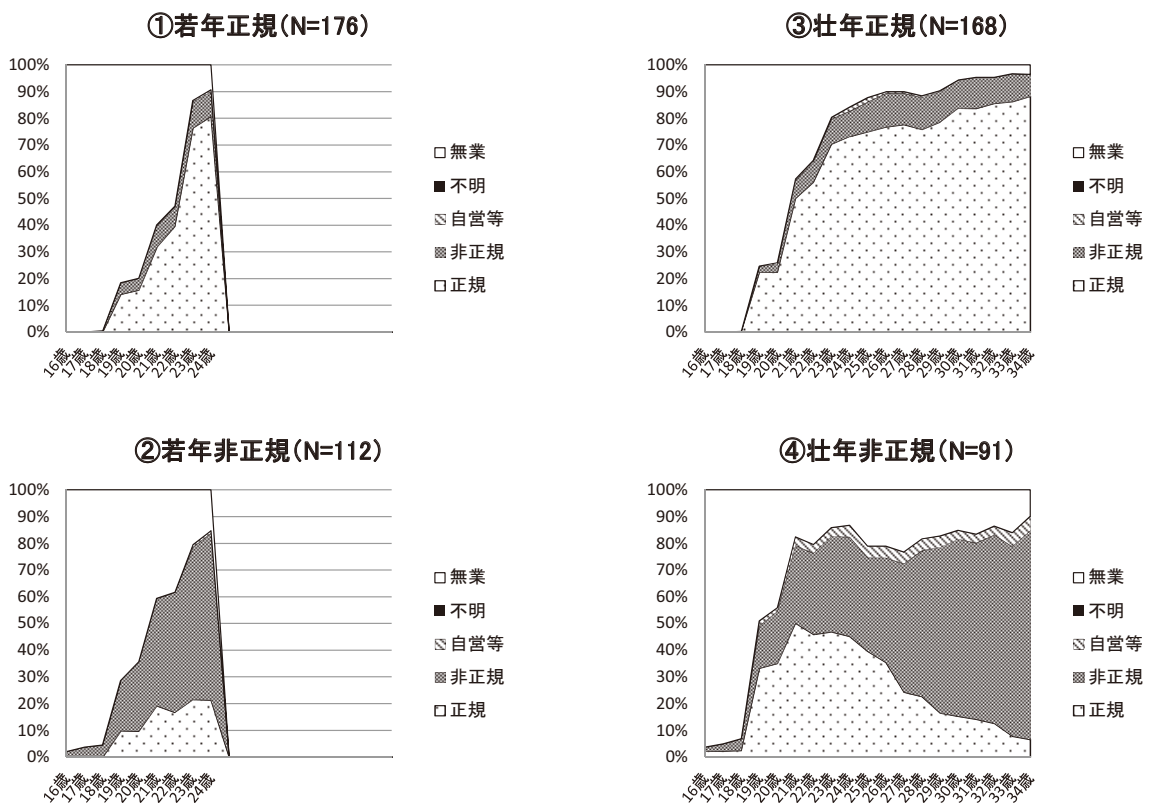 ①若年正規(N=176)
100%
90%
80%
70%
60%
50%
40%
30%
20%
10%
0%
16歳
17歳
18歳
19歳
20歳
21歳
22歳
23歳
24歳
□無業
■不明
自営等
非正規
正規
③壮年正規(N=168)
100%
90%
80%
70%
60%
50%
40%
30%
20%
10%
0%
16歳
17歳
18歳
19歳
20歳
21歳
22歳
23歳
24歳
25歳
26歳
27歳
28歳
29歳
30歳
31歳
32歳
33歳
34歳
□無業
■不明
自営等
非正規
正規
②若年非正規(N=112)
100%
90%
80%
70%
60%
50%
40%
30%
20%
10%
0%
16歳
17歳
18歳
19歳
20歳
21歳
22歳
23歳
24歳
□無業
■不明
自営等
非正規
正規
④壮年非正規(N=91)
100%
90%
80%
70%
60%
50%
40%
30%
20%
10%
0%
16歳
17歳
18歳
19歳
20歳
21歳
22歳
23歳
24歳
25歳
26歳
27歳
28歳
29歳
30歳
31歳
32歳
33歳
34歳
□無業
■不明
自営等
非正規
正規